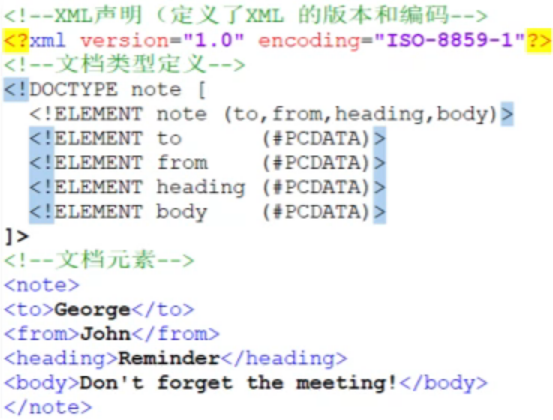 <!--XML声明（定义了XML 的版本和编码-->
<?xml version="1.0" encoding="ISO-8859-1"?>
<!--文档类型定义-->
<!DOCTYPE note [
  <!ELEMENT note (to,from,heading,body)>
  <!ELEMENT to      (#PCDATA)>
  <!ELEMENT from    (#PCDATA)>
  <!ELEMENT heading (#PCDATA)>
  <!ELEMENT body    (#PCDATA)>
]>
<!--文档元素-->
<note>
<to>George</to>
<from>John</from>
<heading>Reminder</heading>
<body>Don't forget the meeting!</body>
</note>